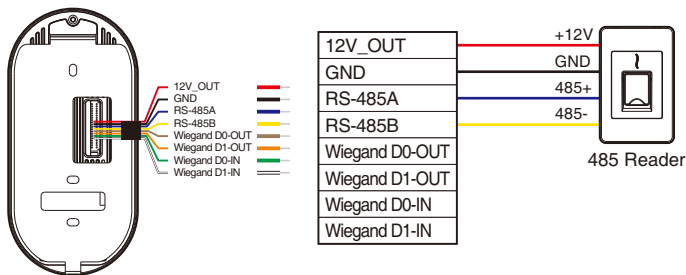 12V_OUT
GND
RS-485A
RS-485B
Wiegand D0-OUT
Wiegand D1-OUT
Wiegand D0-IN
Wiegand D1-IN
12V_OUT
GND
RS-485A
RS-485B
Wiegand D0-OUT
Wiegand D1-OUT
Wiegand D0-IN
Wiegand D1-IN
+12V
GND
485+
485-
485 Reader